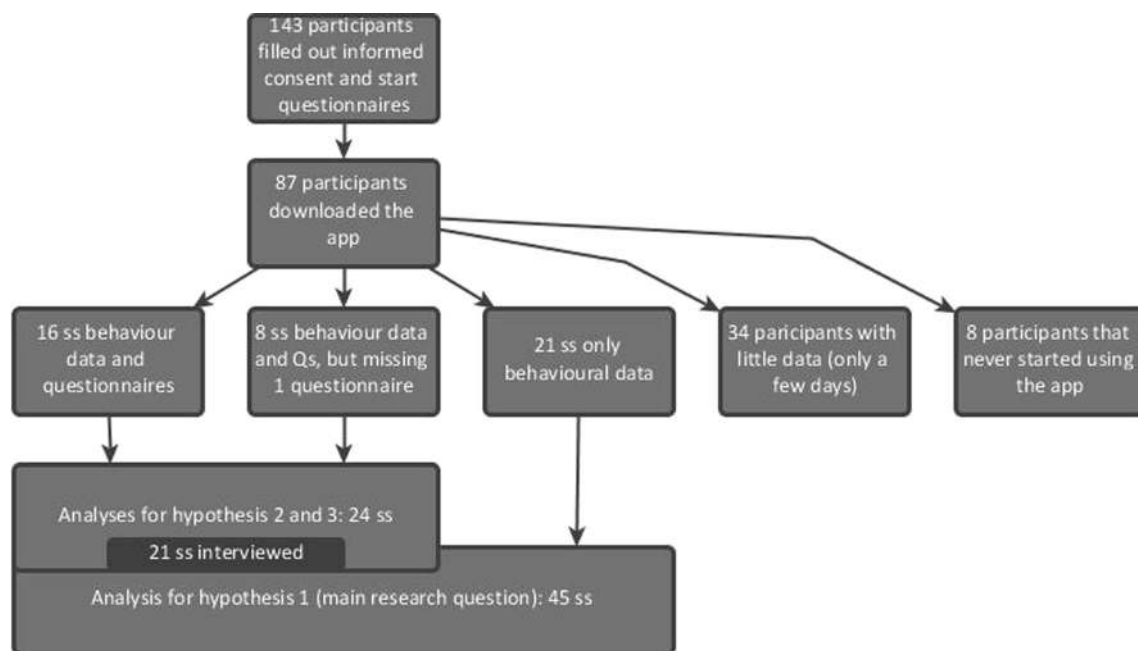 143 participants
filled out informed
consent and start
questionnaires
87 participants
downloaded the
app
16 ss behaviour
data and
questionnaires
8 ss behaviour data
and Qs, but missing
1 questionnaire
21 ss only
behavioural data
34 paricipants with
little data (only a
few days)
8 participants that
never started using
the app
Analyses for hypothesis 2 and 3: 24 ss
21 ss interviewed
Analysis for hypothesis 1 (main research question): 45 ss